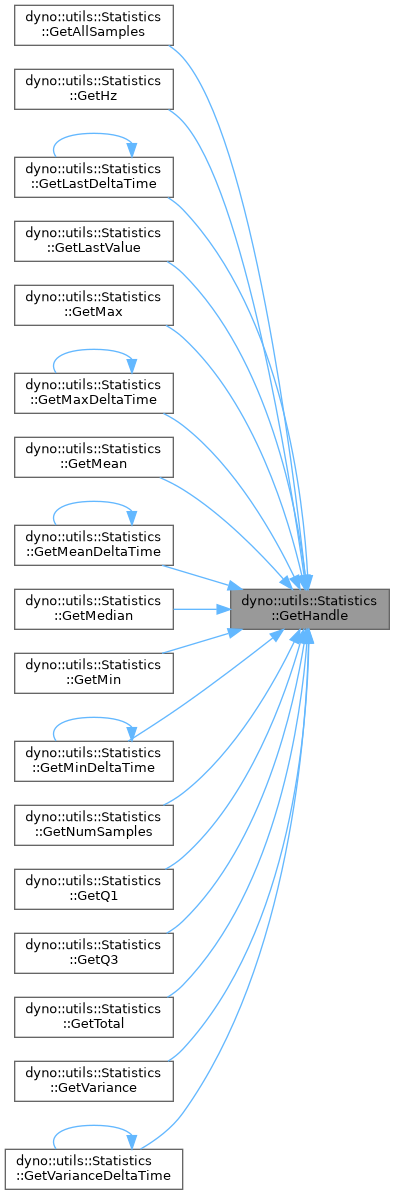 dyno::utils::Statistics
::GetAllSamples
dyno::utils::Statistics
::GetHz
dyno::utils::Statistics
::GetLastDeltaTime
dyno::utils::Statistics
::GetLastValue
dyno::utils::Statistics
::GetMax
dyno::utils::Statistics
::GetMaxDeltaTime
dyno::utils::Statistics
::GetMean
dyno::utils::Statistics
::GetMeanDeltaTime
dyno::utils::Statistics
::GetHandle
dyno::utils::Statistics
::GetMedian
dyno::utils::Statistics
::GetMin
dyno::utils::Statistics
::GetMinDeltaTime
dyno::utils::Statistics
::GetNumSamples
dyno::utils::Statistics
::GetQ1
dyno::utils::Statistics
::GetQ3
dyno::utils::Statistics
::GetTotal
dyno::utils::Statistics
::GetVariance
dyno::utils::Statistics
::GetVarianceDeltaTime